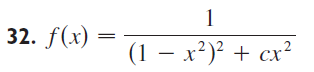 32. f(x) = 1 / ((1 − x²)² + cx²)